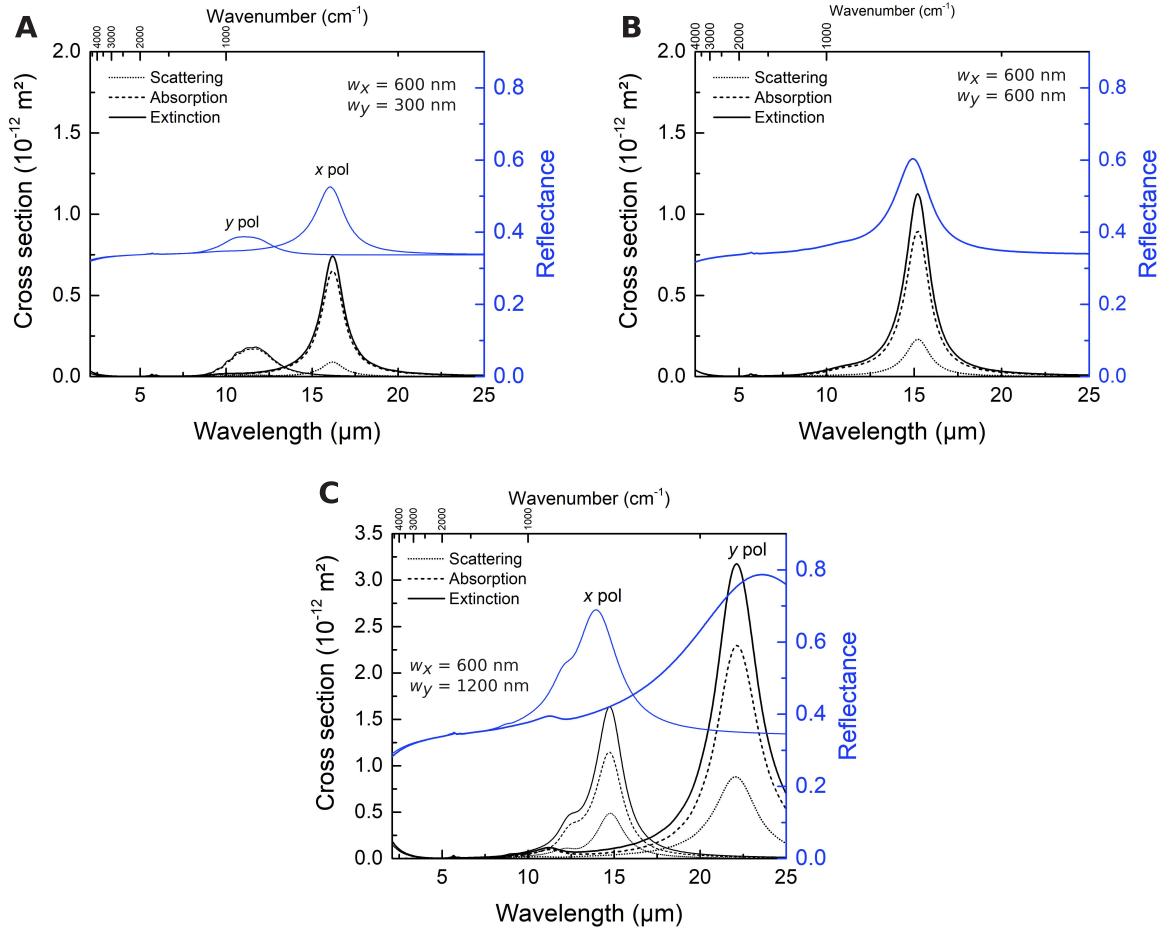 A
Wavenumber (cm⁻¹)
4000 3000 2000 1000
2.0
1.5
1.0
0.5
0.0
Cross section (10⁻¹² m²)
Scattering
Absorption
Extinction
wx = 600 nm
wy = 300 nm
x pol
y pol
0.8
0.6
0.4
0.2
0.0
Reflectance
5 10 15 20 25
Wavelength (µm)
B
Wavenumber (cm⁻¹)
4000 3000 2000 1000
2.0
1.5
1.0
0.5
0.0
Cross section (10⁻¹² m²)
Scattering
Absorption
Extinction
wx = 600 nm
wy = 600 nm
0.8
0.6
0.4
0.2
0.0
Reflectance
5 10 15 20 25
Wavelength (µm)
C
Wavenumber (cm⁻¹)
4000 3000 2000 1000
3.5
3.0
2.5
2.0
1.5
1.0
0.5
0.0
Cross section (10⁻¹² m²)
Scattering
Absorption
Extinction
y pol
x pol
wx = 600 nm
wy = 1200 nm
0.8
0.6
0.4
0.2
0.0
Reflectance
5 10 15 20 25
Wavelength (µm)